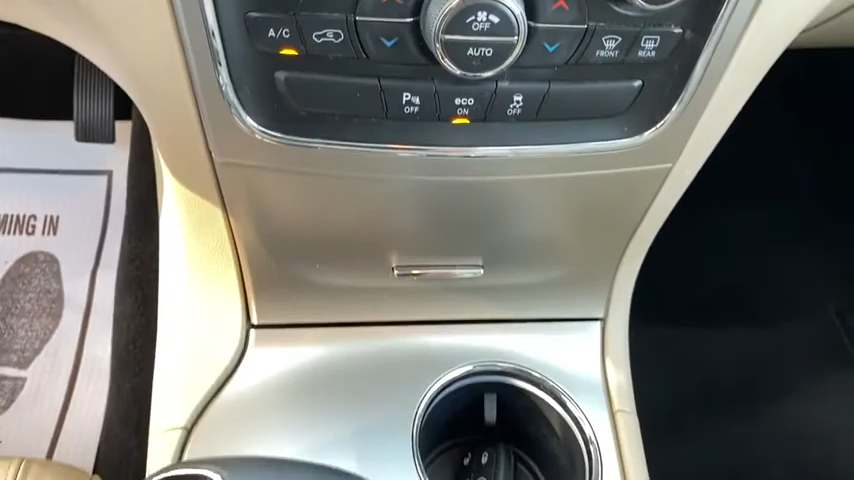 OFF
A/C
AUTO
FRONT
REAR
P
OFF
eco
ON
OFF
MING IN